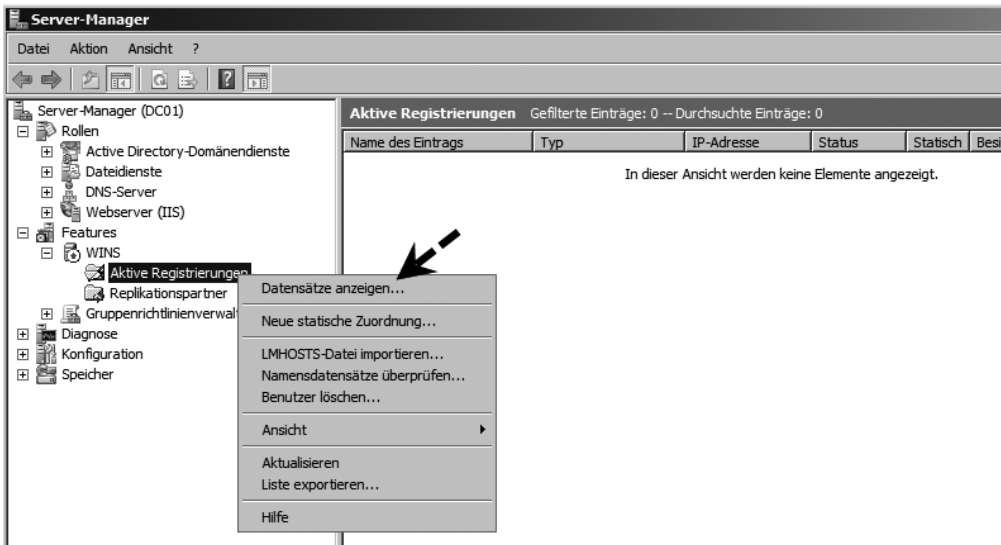 Server-Manager
Datei Aktion Ansicht ?
Server-Manager (DC01)
Rollen
Active Directory-Domänendienste
Dateidienste
DNS-Server
Webserver (IIS)
Features
WINS
Aktive Registrierungen
Replikationspartner
Gruppenrichtlinienverwal
Diagnose
Konfiguration
Speicher
Aktive Registrierungen Gefilterte Einträge: 0 -- Durchsuchte Einträge: 0
Name des Eintrags Typ IP-Adresse Status Statisch Besi
In dieser Ansicht werden keine Elemente angezeigt.
Datensätze anzeigen...
Neue statische Zuordnung...
LMHOSTS-Datei importieren...
Namensdatensätze überprüfen...
Benutzer löschen...
Ansicht
Aktualisieren
Liste exportieren...
Hilfe